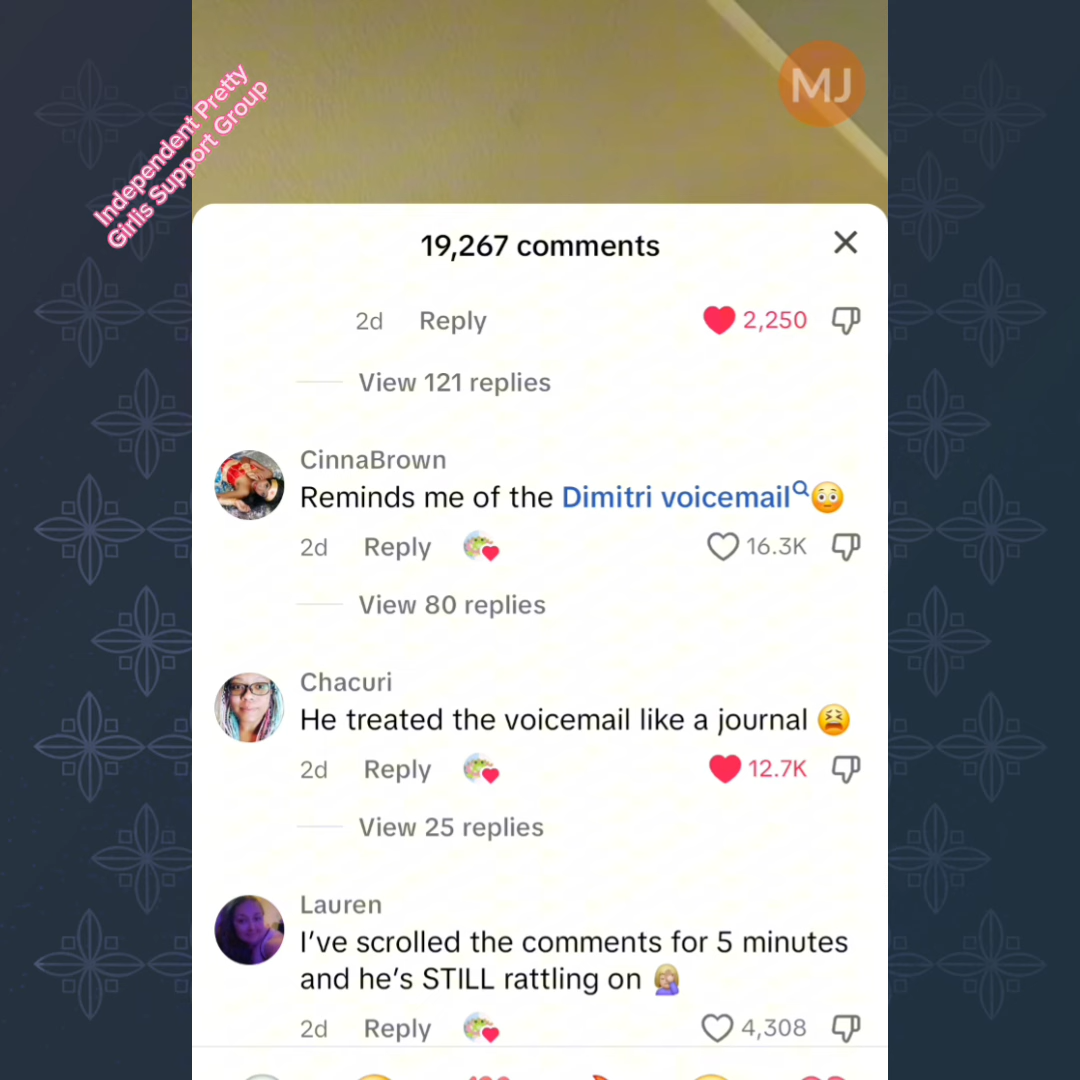 Independent Pretty
Girlis Support Group
MJ
19,267 comments
2d Reply 2,250
View 121 replies
CinnaBrown
Reminds me of the Dimitri voicemail
2d Reply 16.3K
View 80 replies
Chacuri
He treated the voicemail like a journal
2d Reply 12.7K
View 25 replies
Lauren
I've scrolled the comments for 5 minutes
and he's STILL rattling on
2d Reply 4,308